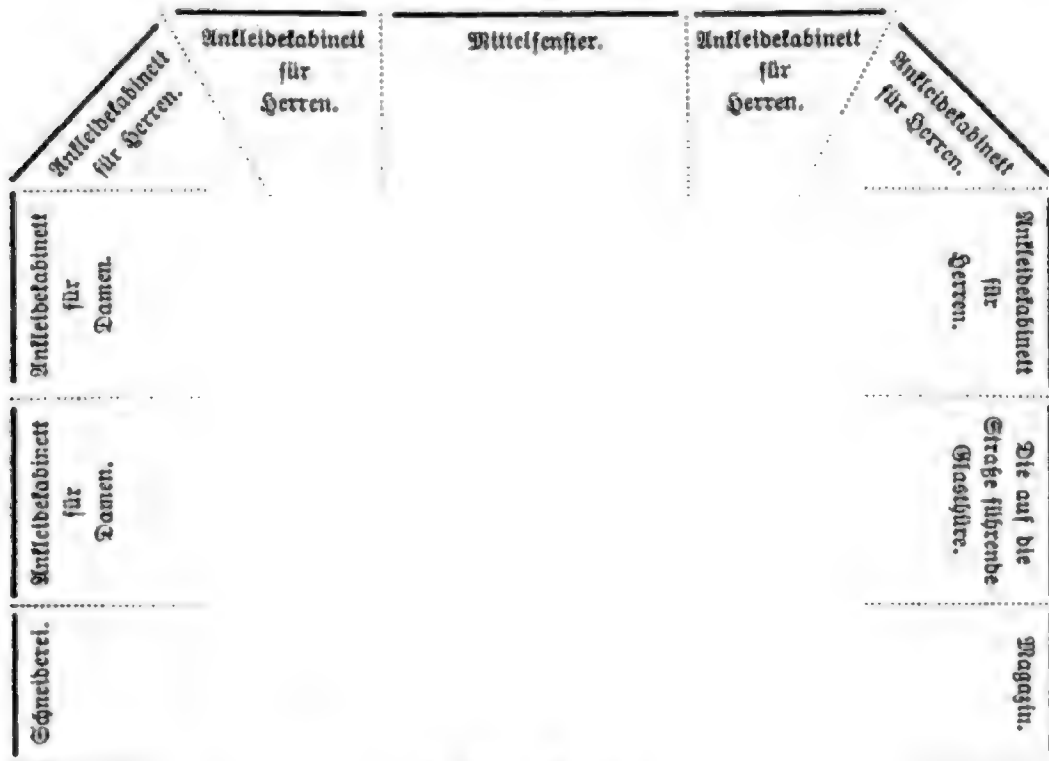 Ankleidekabinett
für Herren.
Ankleidekabinett
für
Herren.
Mittelfenster.
Ankleidekabinett
für
Herren.
Ankleidekabinett
für Herren.
Ankleidekabinett
für
Damen.
Ankleidekabinett
für
Herren.
Ankleidekabinett
für
Damen.
Die auf die
Straße führende
Glasthüre.
Schneiderei.
Magazin.